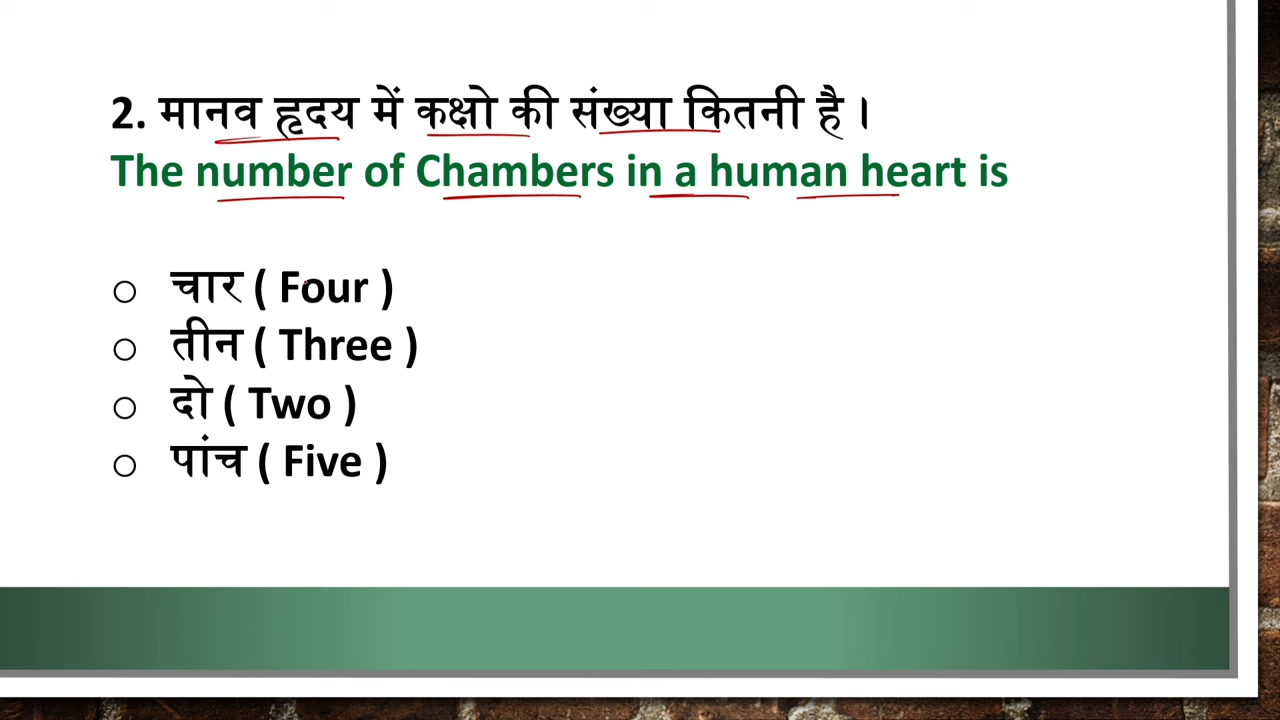 2. मानव हृदय में कक्षो की संख्या कितनी है ।
The number of Chambers in a human heart is
○ चार ( Four )
○ तीन ( Three )
○ दो ( Two )
○ पांच ( Five )